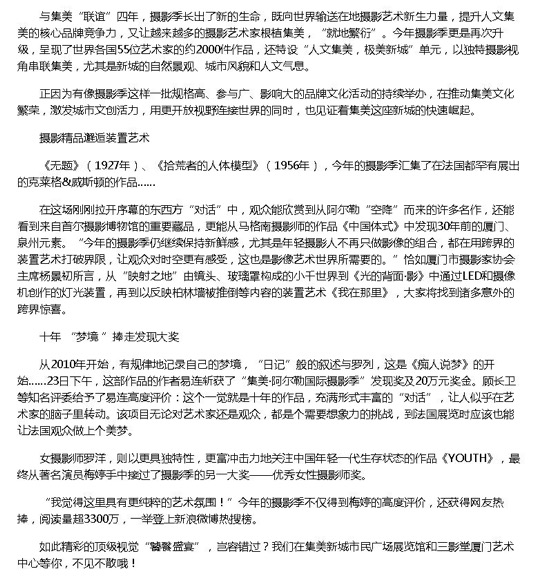 与集美“联谊”四年，摄影季长出了新的生命，既向世界输送在地摄影艺术新生力量，提升人文集
美的核心品牌竞争力，又让越来越多的摄影艺术家根植集美，“就地繁衍”。今年摄影季更是再次升
级，呈现了世界各国55位艺术家的约2000件作品，还特设“人文集美，极美新城”单元，以独特摄影视
角串联集美，尤其是新城的自然景观、城市风貌和人文气息。
正因为有像摄影季这样一批规格高、参与广、影响大的品牌文化活动的持续举办，在推动集美文化
繁荣，激发城市文创活力，用更开放视野连接世界的同时，也见证着集美这座新城的快速崛起。
摄影精品邂逅装置艺术
《无题》（1927年）、《拾荒者的人体模型》（1956年），今年的摄影季汇集了在法国都罕有展出
的克莱格&威斯顿的作品......
在这场刚刚拉开序幕的东西方“对话”中，观众能欣赏到从阿尔勒“空降”而来的许多名作，还能
看到来自首尔摄影博物馆的重要藏品，更能从马格南摄影师的作品《中国体式》中发现30年前的厦门、
泉州元素。“今年的摄影季仍继续保持新鲜感，尤其是年轻摄影人不再只做影像的组合，都在用跨界的
装置艺术打破界限，让观众对时空更有感受，这也是影像艺术世界所需要的。”恰如厦门市摄影家协会
主席杨景初所言，从“映射之地”由镜头、玻璃罩构成的小千世界到《光的背面·影》中通过LED和摄像
机创作的灯光装置，再到以反映柏林墙被推倒等内容的装置艺术《我在那里》，大家将找到诸多意外的
跨界惊喜。
十年 “梦境 ” 捧走发现大奖
从2010年开始，有规律地记录自己的梦境，“日记”般的叙述与罗列，这是《痴人说梦》的开
始......23日下午，这部作品的作者易连斩获了“集美·阿尔勒国际摄影季”发现奖及20万元奖金。顾长卫
等知名评委给予了易连高度评价：这个一觉就是十年的作品，充满形式丰富的“对话”，让人似乎在艺
术家的脑子里转动。该项目无论对艺术家还是观众，都是个需要想象力的挑战，到法国展览时应该也能
让法国观众做上个美梦。
女摄影师罗洋，则以更具独特性，更富冲击力地关注中国年轻一代生存状态的作品《YOUTH》，最
终从著名演员梅婷手中接过了摄影季的另一大奖——优秀女性摄影师奖。
“我觉得这里具有更纯粹的艺术氛围！”今年的摄影季不仅得到梅婷的高度评价，还获得网友热
捧，阅读量超3300万，一举登上新浪微博热搜榜。
如此精彩的顶级视觉“饕餮盛宴”，岂容错过？我们在集美新城市民广场展览馆和三影堂厦门艺术
中心等你，不见不散哦！